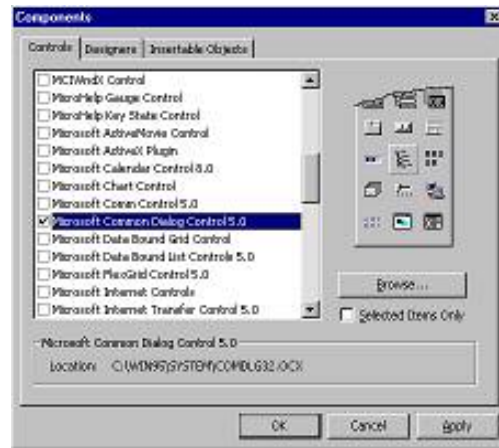 Components
Controls Designers Insertable Objects
MCIWndX Control
MicroHelp Gauge Control
MicroHelp Key State Control
Microsoft ActiveMovie Control
Microsoft ActiveX Plugin
Microsoft Calendar Control 8.0
Microsoft Chart Control
Microsoft Comm Control 5.0
Microsoft Common Dialog Control 5.0
Microsoft Data Bound Grid Control
Microsoft Data Bound List Controls 5.0
Microsoft FlexGrid Control 5.0
Microsoft Internet Controls
Microsoft Internet Transfer Control 5.0
Browse...
Selected Items Only
Microsoft Common Dialog Control 5.0
Location: C:\WIN95\SYSTEM\COMDLG32.OCX
OK Cancel Apply